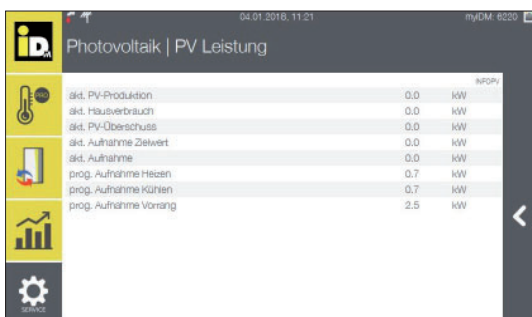 04.01.2016, 11:21
myIDM: 6220
iDM
Photovoltaik | PV Leistung
PRO
INFOPV
akt. PV-Produktion 0.0 kW
akt. Hausverbrauch 0.0 kW
akt. PV-Überschuss 0.0 kW
akt. Aufnahme Zielwert 0.0 kW
akt. Aufnahme 0.0 kW
prog. Aufnahme Heizen 0.7 kW
prog. Aufnahme Kühlen 0.7 kW
prog. Aufnahme Vorrang 2.5 kW
SERVICE